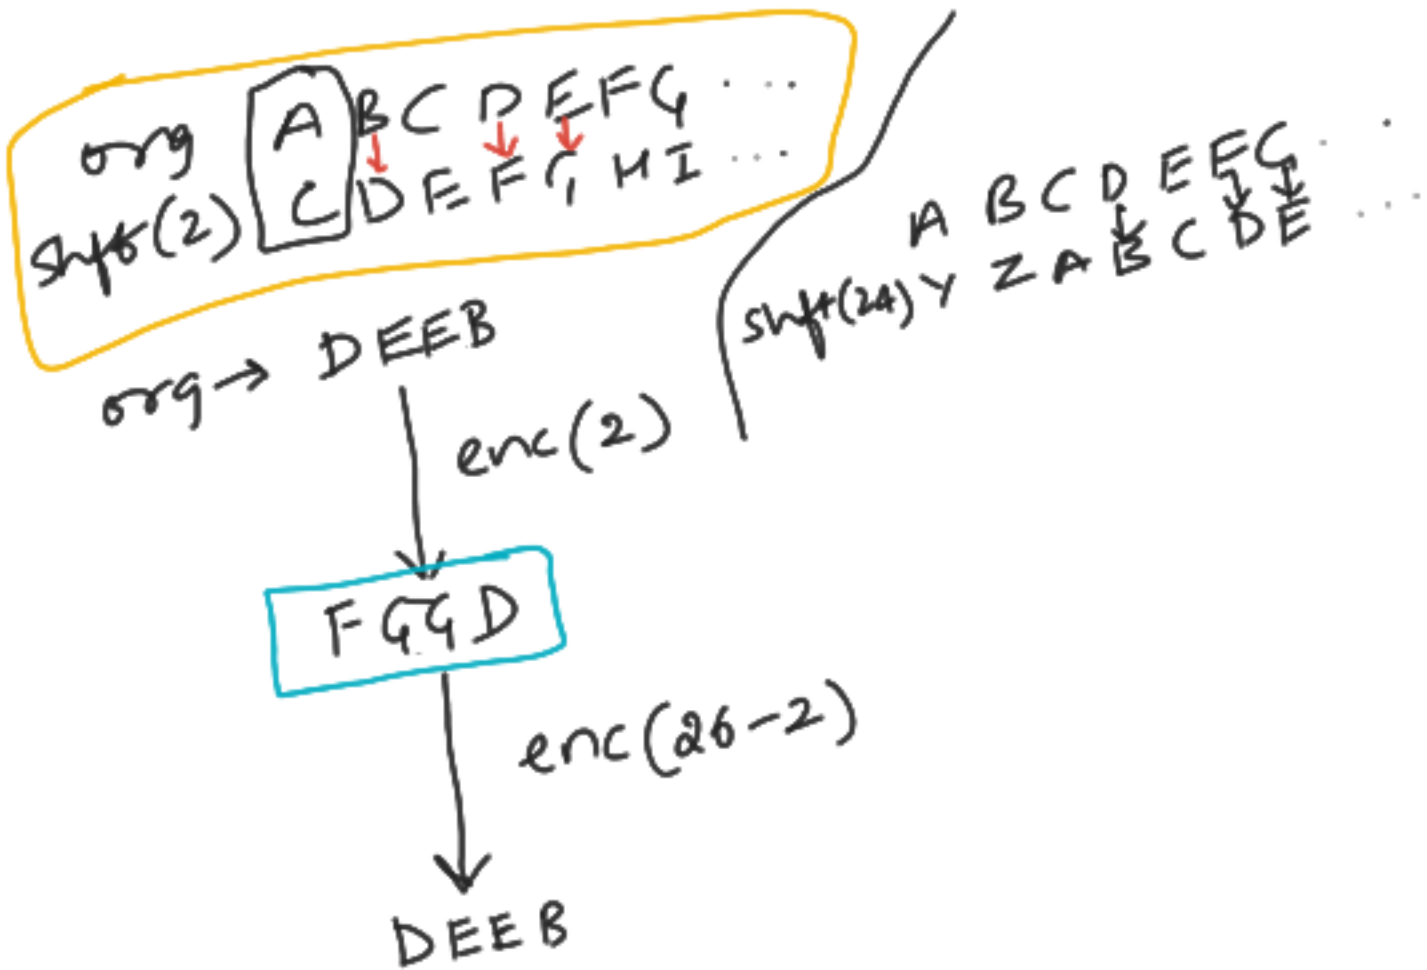 org A B C D E F G ....
shft(2) C D E F G H I ....
org → DEEB
enc(2)
FGGD
enc(26-2)
DEEB
A B C D E F G . .
shft(24) Y Z A B C D E ....